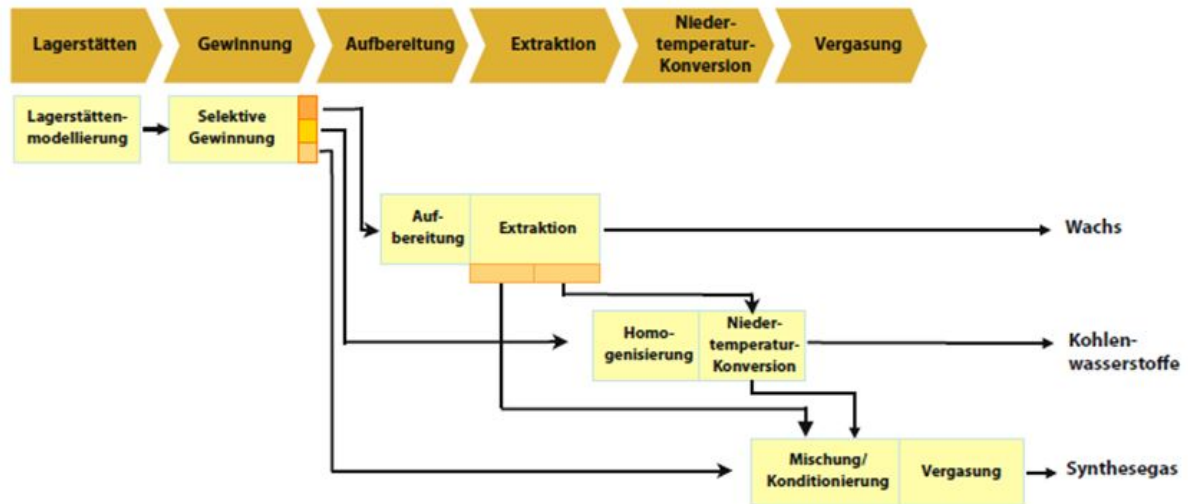 Lagerstätten
Gewinnung
Aufbereitung
Extraktion
Nieder-
temperatur-
Konversion
Vergasung
Lagerstätten-
modellierung
Selektive
Gewinnung
Auf-
bereitung
Extraktion
Wachs
Homo-
genisierung
Nieder-
temperatur-
Konversion
Kohlen-
wasserstoffe
Mischung/
Konditionierung
Vergasung
Synthesegas